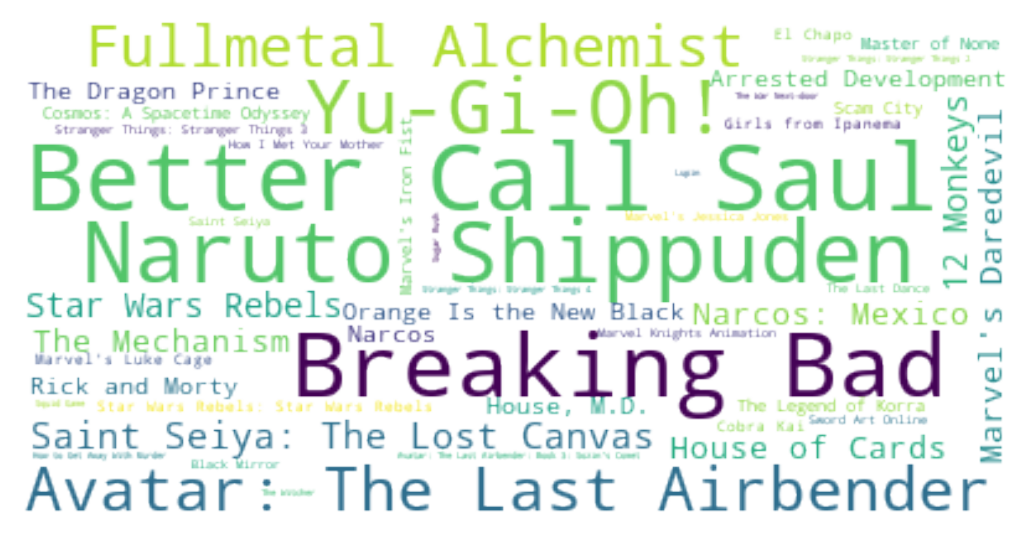 Fullmetal Alchemist
El Chapo
Master of None
Stranger Things: Stranger Things 2
Arrested Development
The Dragon Prince
Yu-Gi-Oh!
The War Next-door
Cosmos: A Spacetime Odyssey
Scam City
Stranger Things: Stranger Things 3
Girls from Ipanema
How I Met Your Mother
Marvel's Iron Fist
12 Monkeys
Marvel's Daredevil
Better Call Saul
Lupin
Saint Seiya
Sugar Rush
Marvel's Jessica Jones
Naruto Shippuden
Stranger Things: Stranger Things 4
The Last Dance
Star Wars Rebels
Orange Is the New Black
Narcos: Mexico
The Mechanism
Narcos
Marvel Knights Animation
Marvel's Luke Cage
Breaking Bad
Rick and Morty
Squid Game
Star Wars Rebels: Star Wars Rebels
House, M.D.
The Legend of Korra
Sword Art Online
Cobra Kai
Saint Seiya: The Lost Canvas
House of Cards
How to Get Away With Murder
Avatar: The Last Airbender: Book 3: Sozin's Comet
Black Mirror
Avatar: The Last Airbender
The Witcher